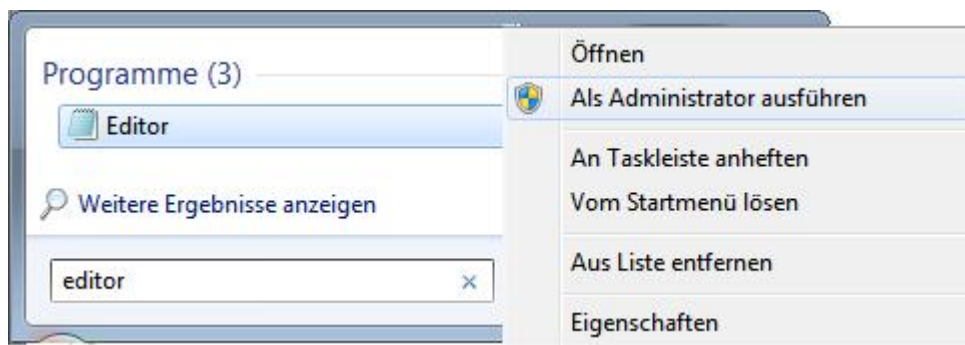 Programme (3)
Editor
Weitere Ergebnisse anzeigen
editor
Öffnen
Als Administrator ausführen
An Taskleiste anheften
Vom Startmenü lösen
Aus Liste entfernen
Eigenschaften